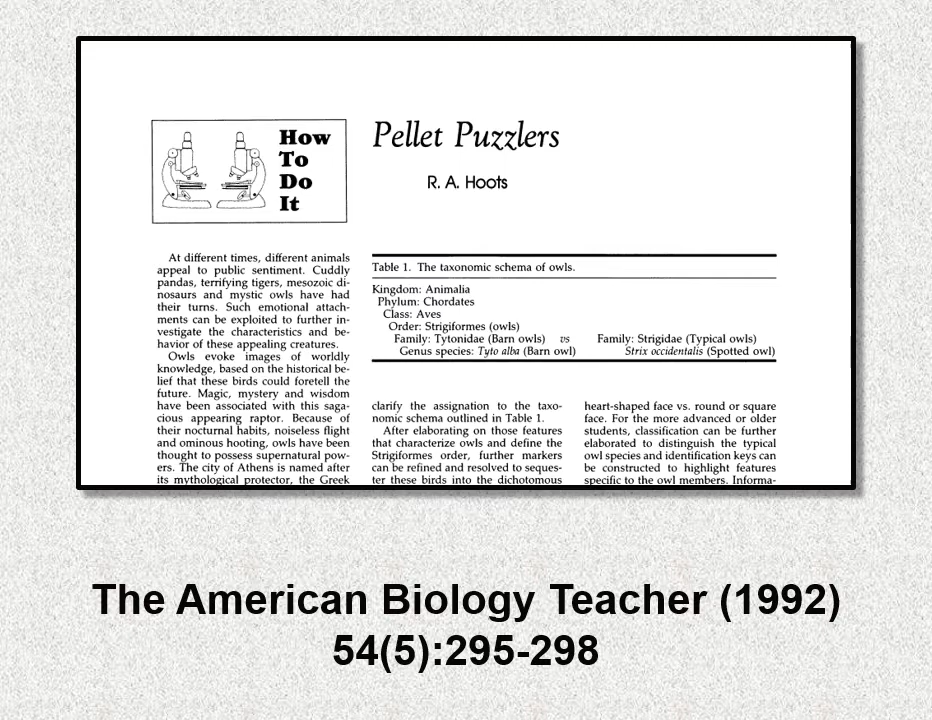 How
To
Do
It
Pellet Puzzlers
R. A. Hoots
At different times, different animals
appeal to public sentiment. Cuddly
pandas, terrifying tigers, mesozoic di-
nosaurs and mystic owls have had
their turns. Such emotional attach-
ments can be exploited to further in-
vestigate the characteristics and be-
havior of these appealing creatures.
Owls evoke images of worldly
knowledge, based on the historical be-
lief that these birds could foretell the
future. Magic, mystery and wisdom
have been associated with this saga-
cious appearing raptor. Because of
their nocturnal habits, noiseless flight
and ominous hooting, owls have been
thought to possess supernatural pow-
ers. The city of Athens is named after
its mythological protector, the Greek
Table 1. The taxonomic schema of owls.
Kingdom: Animalia
Phylum: Chordates
Class: Aves
Order: Strigiformes (owls)
Family: Tytonidae (Barn owls) vs Family: Strigidae (Typical owls)
Genus species: Tyto alba (Barn owl) Strix occidentalis (Spotted owl)
clarify the assignation to the taxo-
nomic schema outlined in Table 1.
After elaborating on those features
that characterize owls and define the
Strigiformes order, further markers
can be refined and resolved to seques-
ter these birds into the dichotomous
heart-shaped face vs. round or square
face. For the more advanced or older
students, classification can be further
elaborated to distinguish the typical
owl species and identification keys can
be constructed to highlight features
specific to the owl members. Informa-
The American Biology Teacher (1992)
54(5):295-298